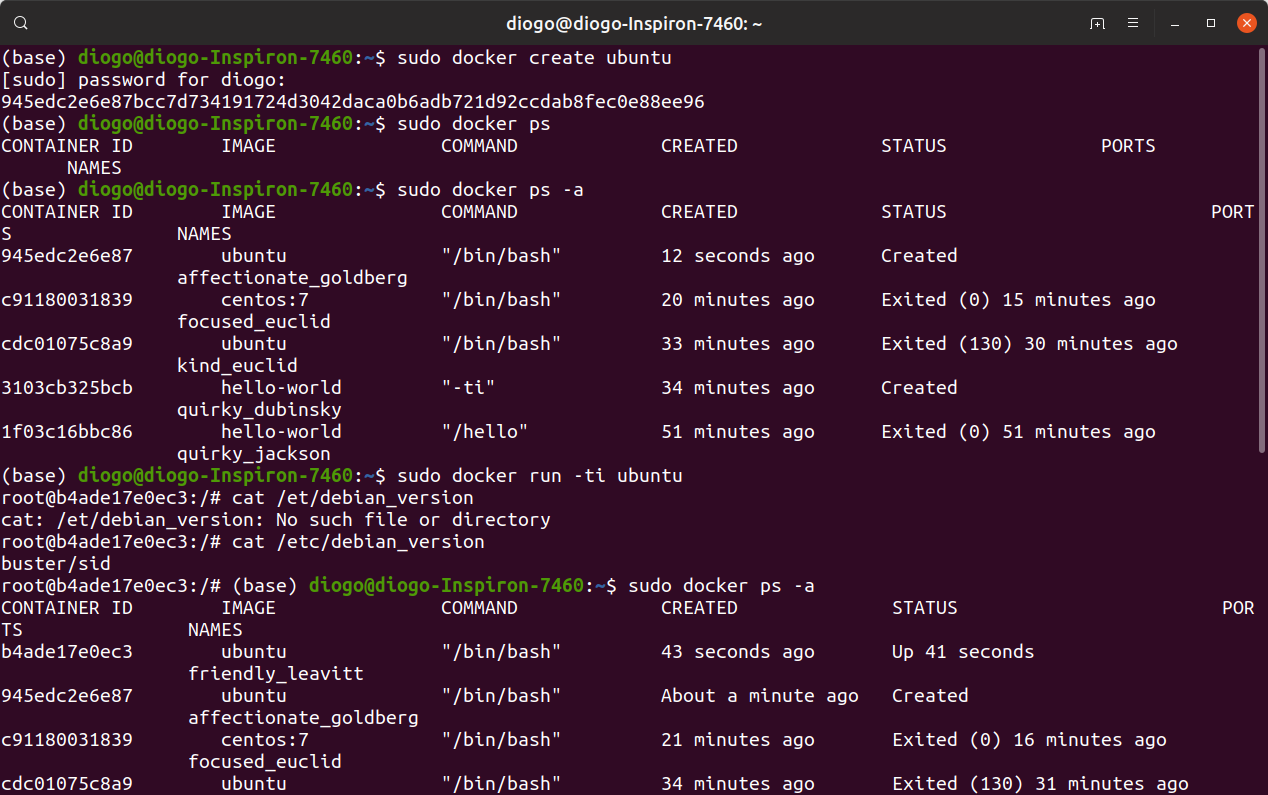 diogo@diogo-Inspiron-7460: ~
(base) diogo@diogo-Inspiron-7460:~$ sudo docker create ubuntu
[sudo] password for diogo:
945edc2e6e87bcc7d734191724d3042daca0b6adb721d92ccdab8fec0e88ee96
(base) diogo@diogo-Inspiron-7460:~$ sudo docker ps
CONTAINER ID        IMAGE               COMMAND             CREATED             STATUS              PORTS
      NAMES
(base) diogo@diogo-Inspiron-7460:~$ sudo docker ps -a
CONTAINER ID        IMAGE               COMMAND             CREATED             STATUS                        PORT
S               NAMES
945edc2e6e87        ubuntu              "/bin/bash"         12 seconds ago      Created
                affectionate_goldberg
c91180031839        centos:7            "/bin/bash"         20 minutes ago      Exited (0) 15 minutes ago
                focused_euclid
cdc01075c8a9        ubuntu              "/bin/bash"         33 minutes ago      Exited (130) 30 minutes ago
                kind_euclid
3103cb325bcb        hello-world         "-ti"               34 minutes ago      Created
                quirky_dubinsky
1f03c16bbc86        hello-world         "/hello"            51 minutes ago      Exited (0) 51 minutes ago
                quirky_jackson
(base) diogo@diogo-Inspiron-7460:~$ sudo docker run -ti ubuntu
root@b4ade17e0ec3:/# cat /et/debian_version
cat: /et/debian_version: No such file or directory
root@b4ade17e0ec3:/# cat /etc/debian_version
buster/sid
root@b4ade17e0ec3:/# (base) diogo@diogo-Inspiron-7460:~$ sudo docker ps -a
CONTAINER ID        IMAGE               COMMAND             CREATED              STATUS                        POR
TS               NAMES
b4ade17e0ec3        ubuntu              "/bin/bash"         43 seconds ago       Up 41 seconds
                 friendly_leavitt
945edc2e6e87        ubuntu              "/bin/bash"         About a minute ago   Created
                 affectionate_goldberg
c91180031839        centos:7            "/bin/bash"         21 minutes ago       Exited (0) 16 minutes ago
                 focused_euclid
cdc01075c8a9        ubuntu              "/bin/bash"         34 minutes ago       Exited (130) 31 minutes ago